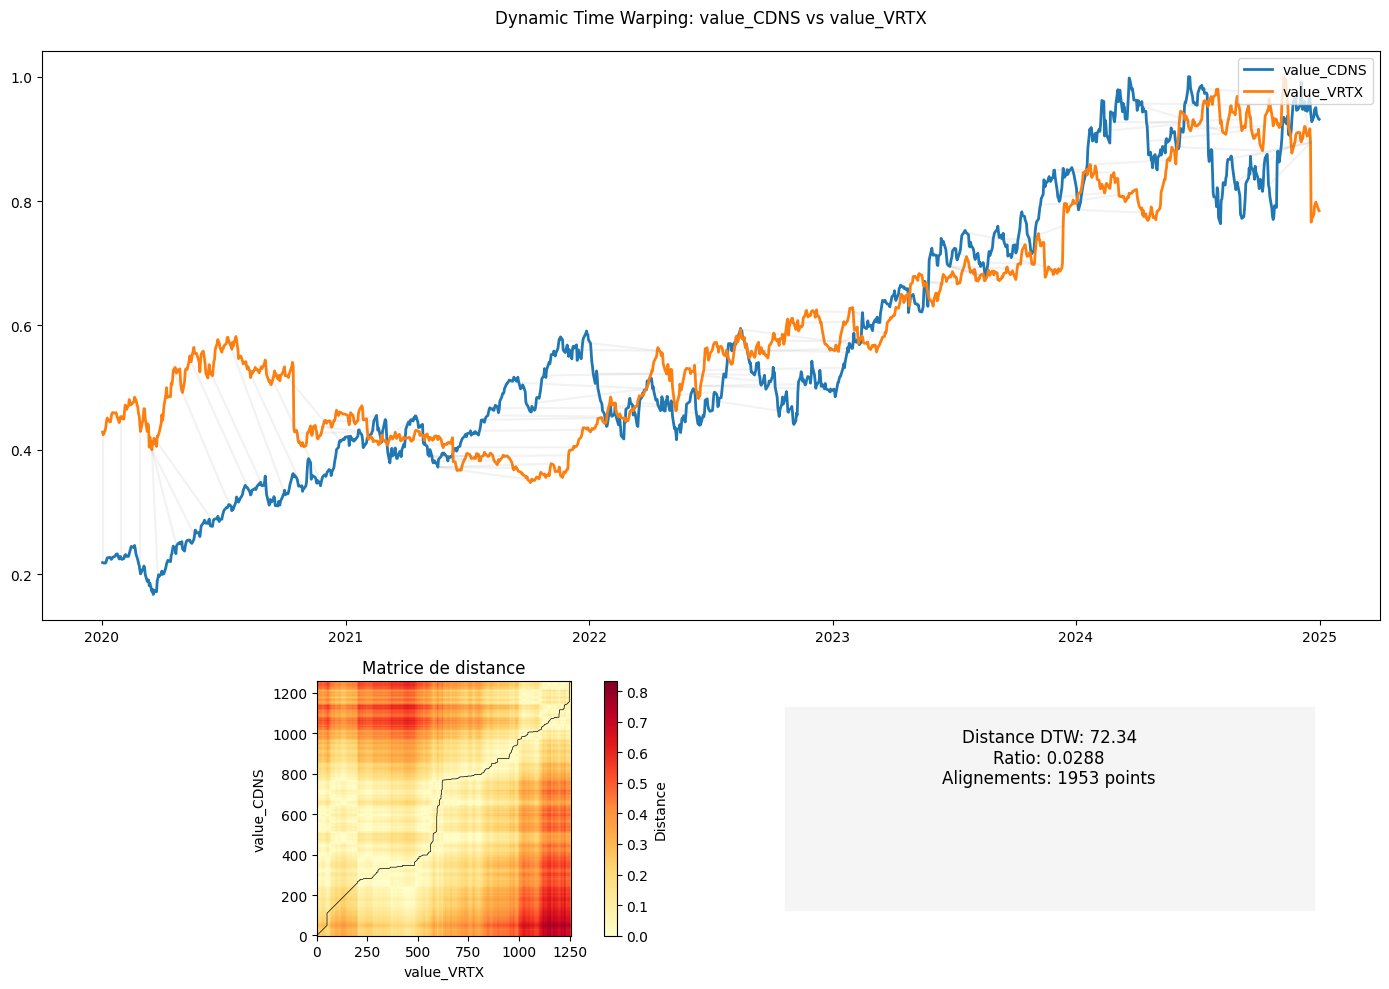 Dynamic Time Warping: value_CDNS vs value_VRTX
1.0
0.8
0.6
0.4
0.2
value_CDNS
value_VRTX
2020 2021 2022 2023 2024 2025
Matrice de distance
1200
1000
800
600
400
200
0
value_CDNS
0 250 500 750 1000 1250
value_VRTX
0.8
0.7
0.6
0.5
0.4
0.3
0.2
0.1
0.0
Distance
Distance DTW: 72.34
Ratio: 0.0288
Alignements: 1953 points